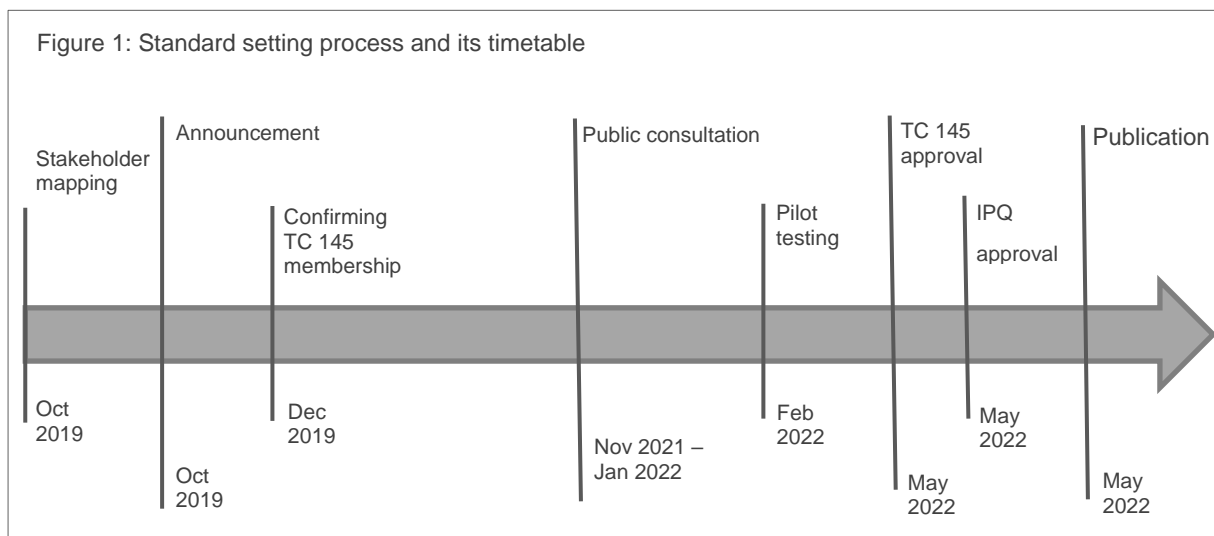 Figure 1: Standard setting process and its timetable
Stakeholder
mapping
Announcement
Confirming
TC 145
membership
Public consultation
Pilot
testing
TC 145
approval
IPQ
approval
Publication
Oct
2019
Oct
2019
Dec
2019
Nov 2021 –
Jan 2022
Feb
2022
May
2022
May
2022
May
2022